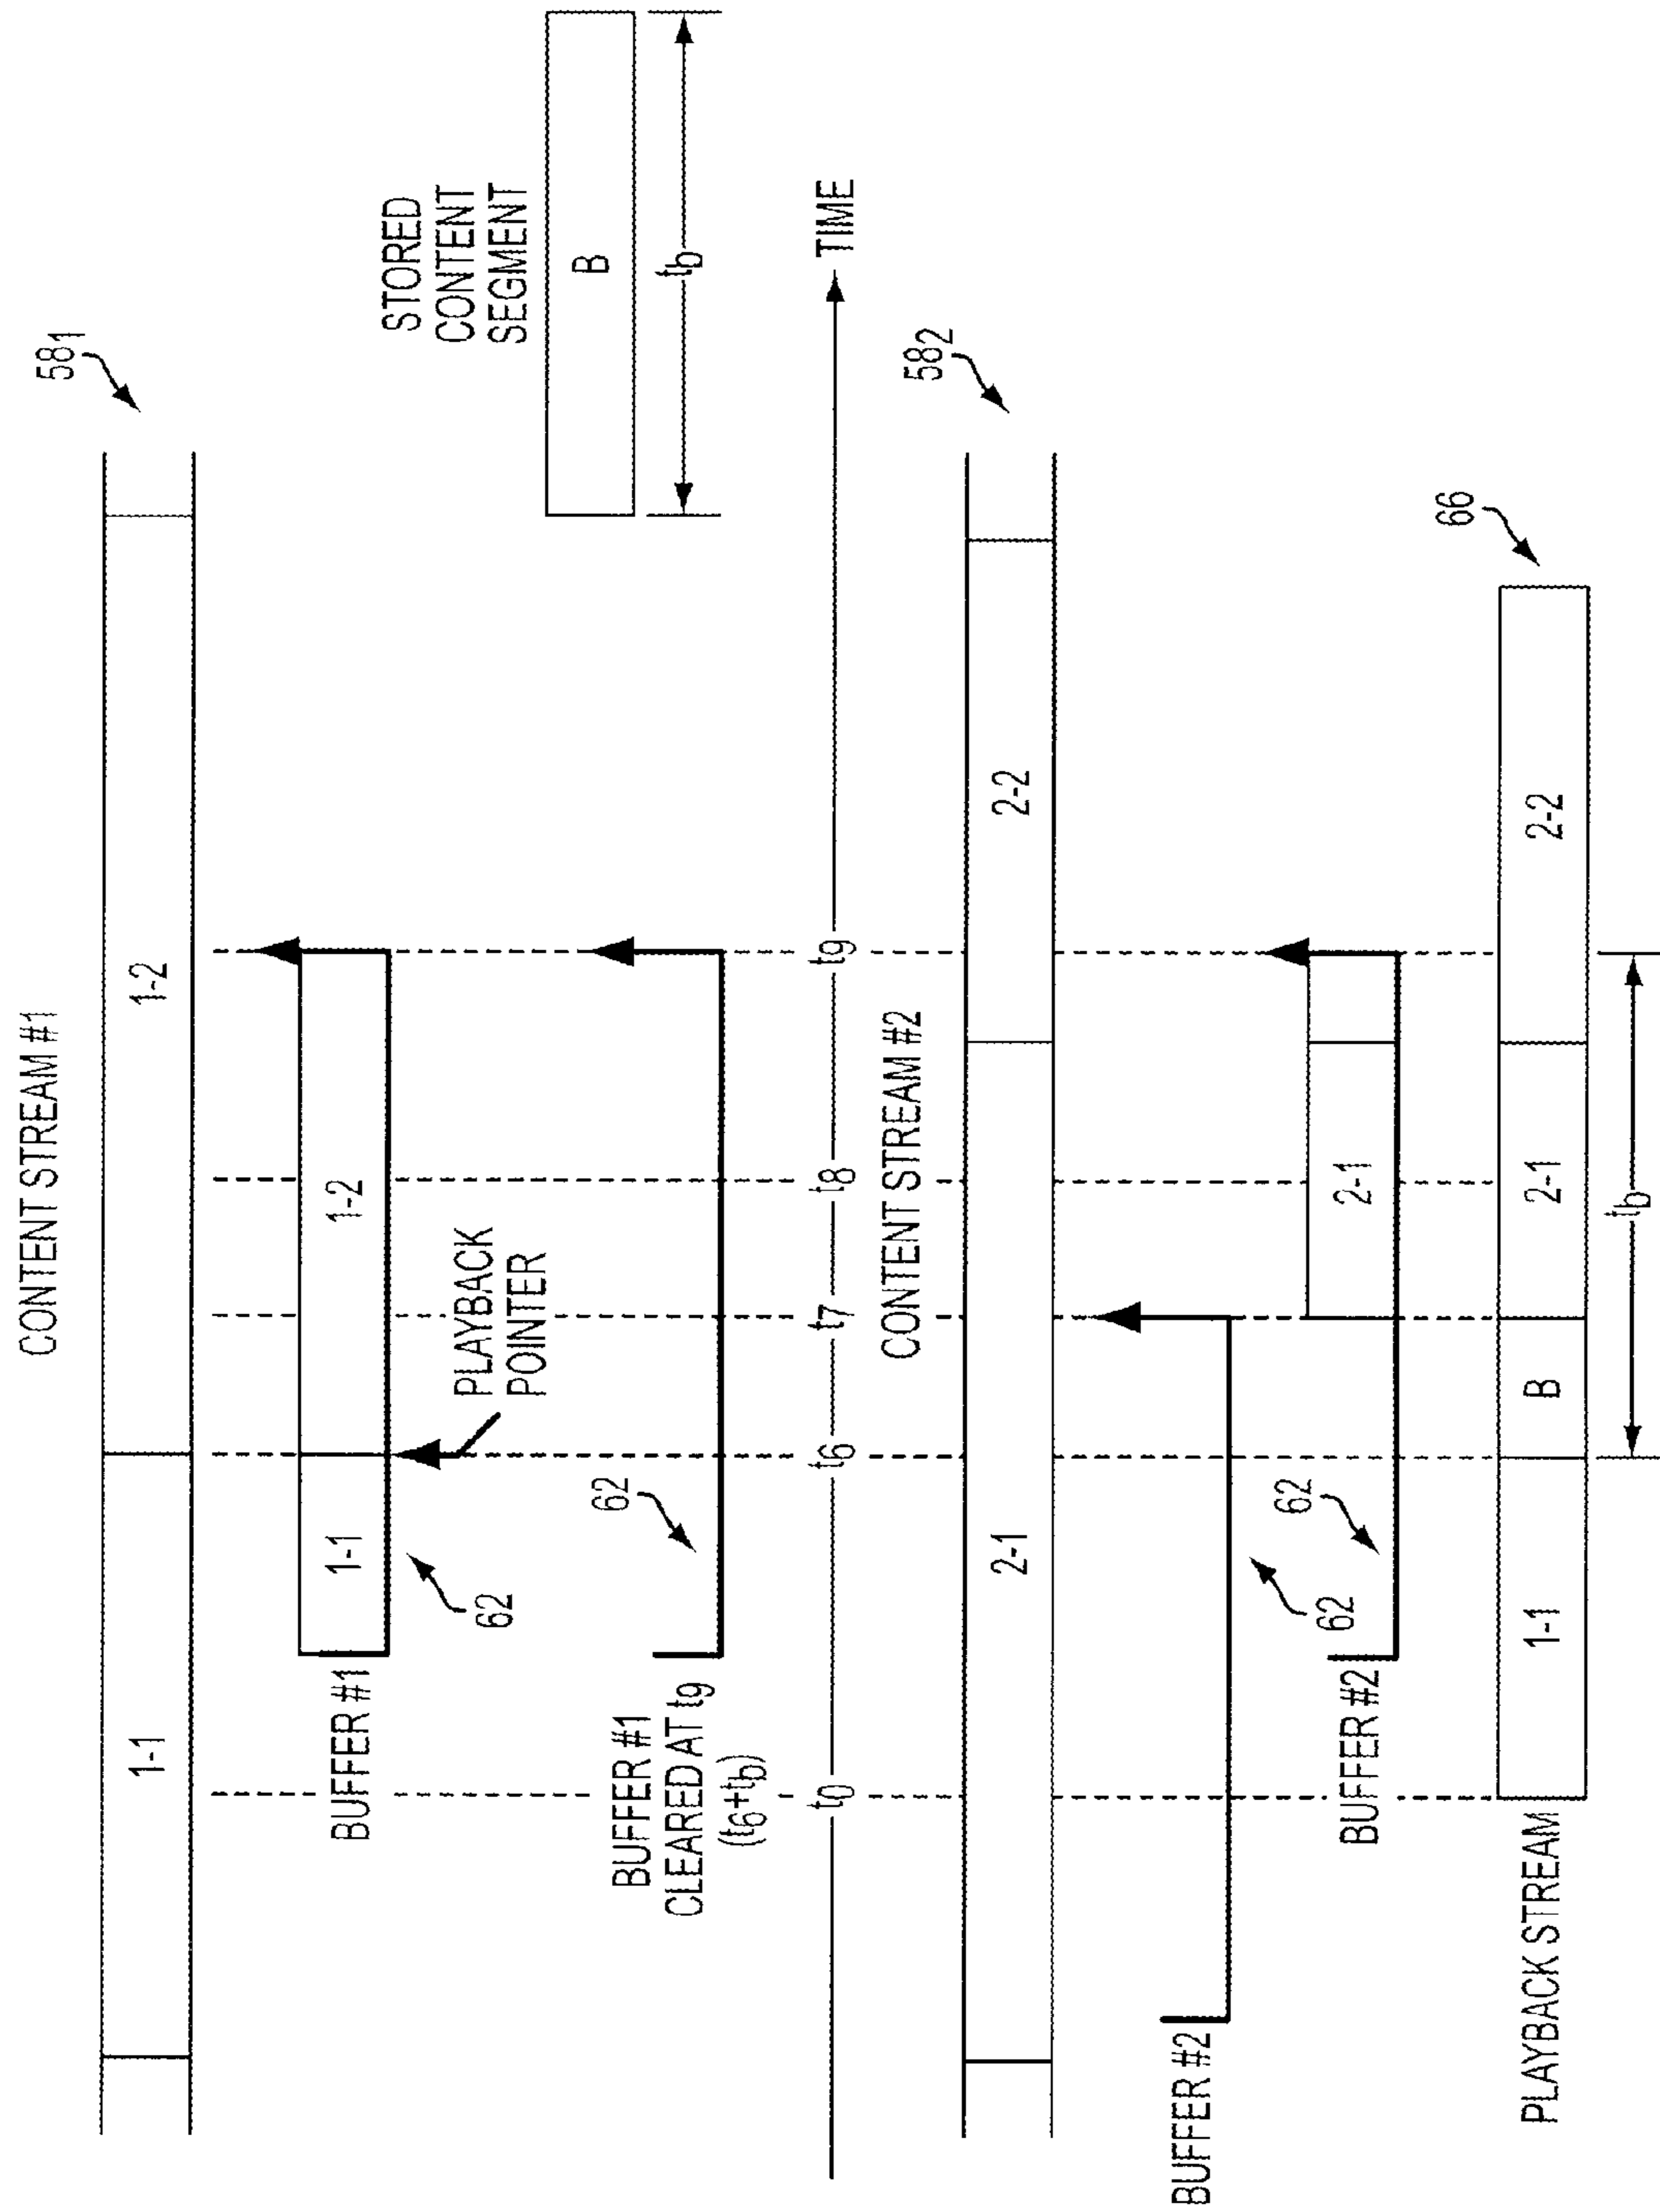 CONTENT STREAM #1
58₁
1-1
1-2
BUFFER #1
1-1
1-2
62
PLAYBACK
POINTER
STORED
CONTENT
SEGMENT
B
t_b
BUFFER #1
CLEARED AT t₉
(t₆+t_b)
62
t₀
t₆
t₇
t₈
t₉
TIME
CONTENT STREAM #2
58₂
2-1
2-2
BUFFER #2
62
BUFFER #2
62
2-1
PLAYBACK STREAM
66
1-1
B
2-1
2-2
t_b